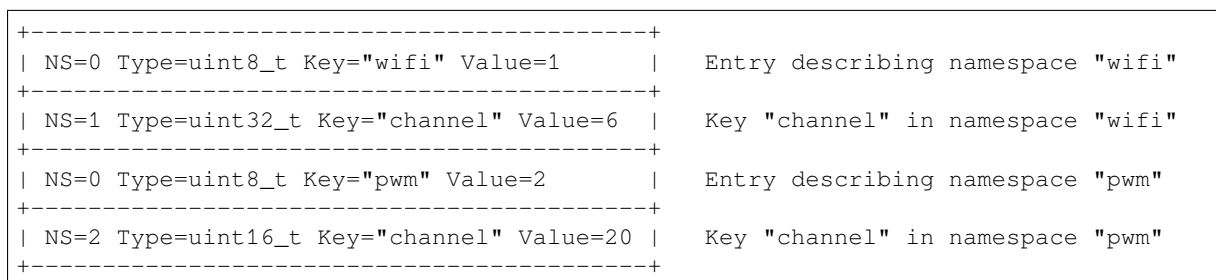 +-------------------------------------------+
| NS=0 Type=uint8_t Key="wifi" Value=1      |   Entry describing namespace "wifi"
+-------------------------------------------+
| NS=1 Type=uint32_t Key="channel" Value=6  |   Key "channel" in namespace "wifi"
+-------------------------------------------+
| NS=0 Type=uint8_t Key="pwm" Value=2       |   Entry describing namespace "pwm"
+-------------------------------------------+
| NS=2 Type=uint16_t Key="channel" Value=20 |   Key "channel" in namespace "pwm"
+-------------------------------------------+